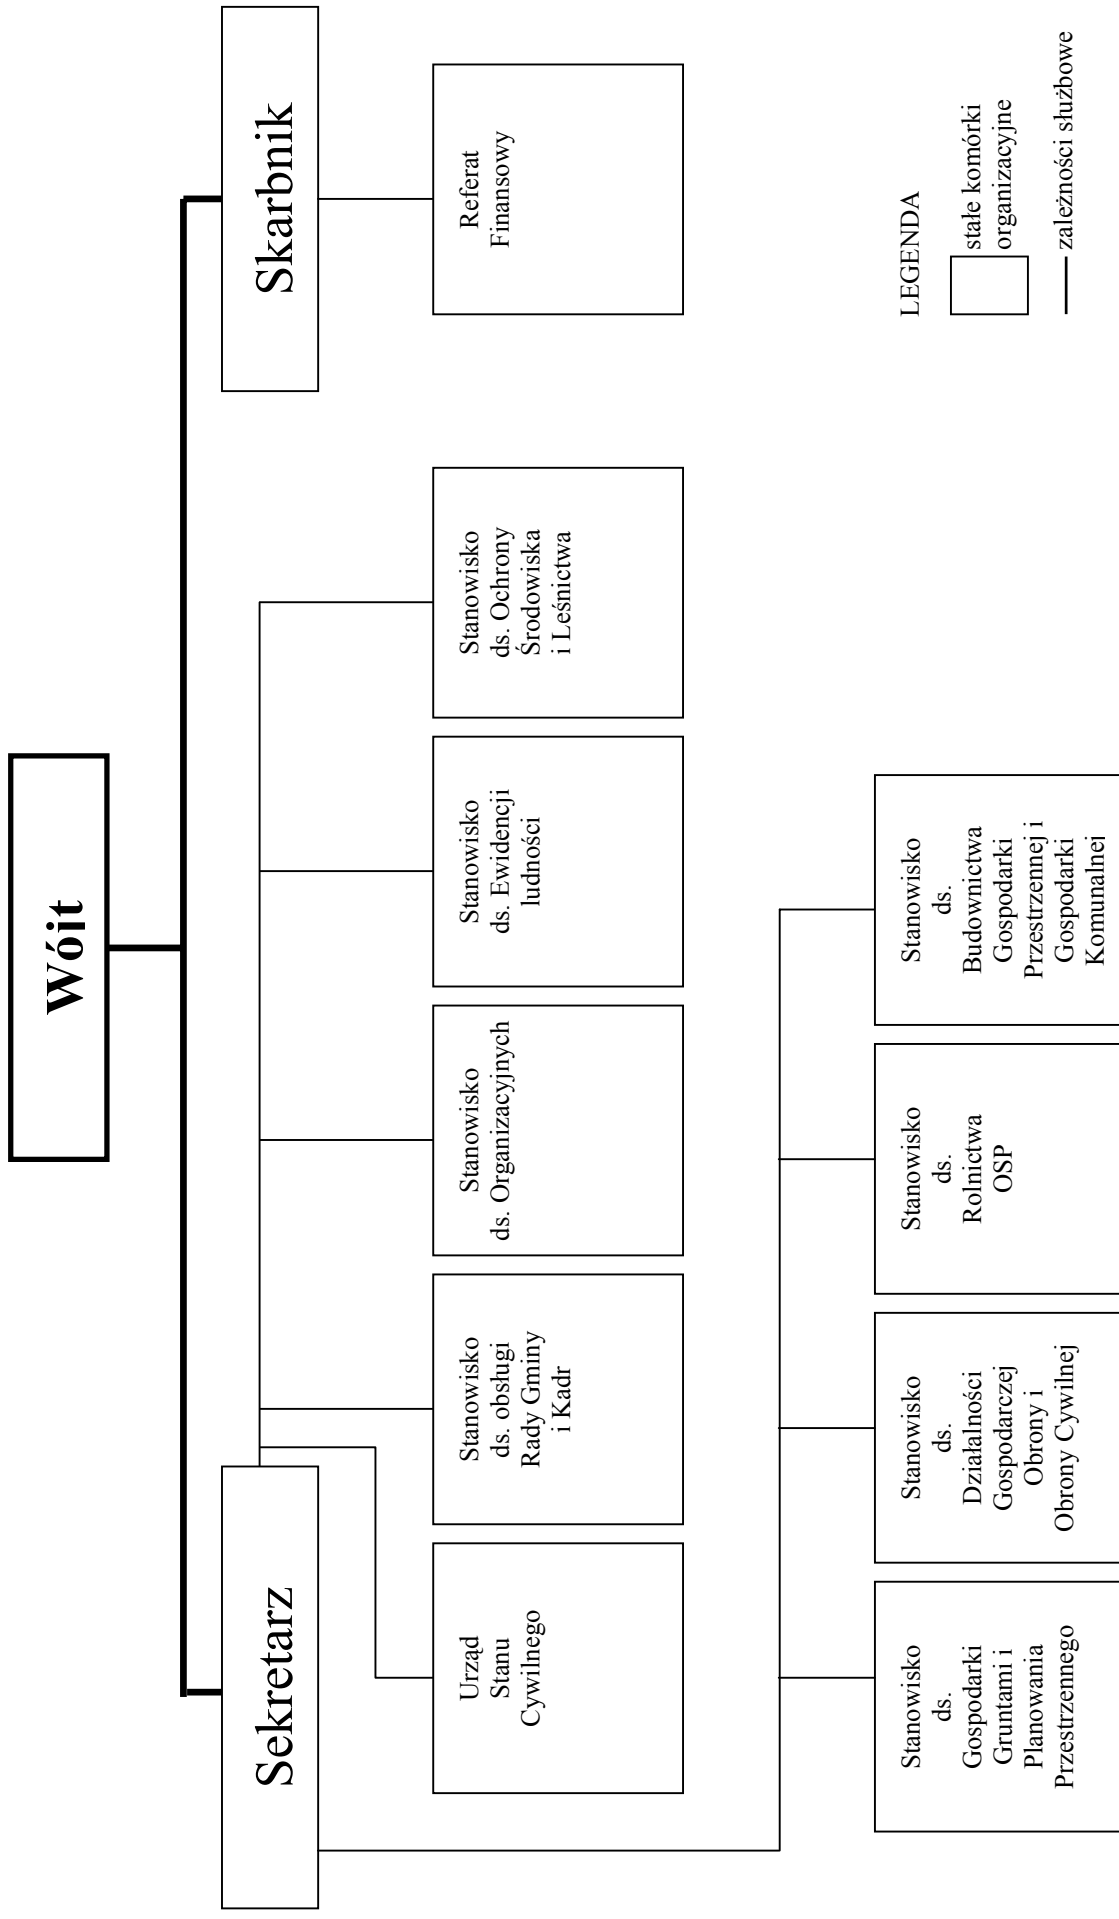 Wóit
Sekretarz
Skarbnik
Urząd
Stanu
Cywilnego
Stanowisko
ds. obsługi
Rady Gminy
i Kadr
Stanowisko
ds. Organizacyjnych
Stanowisko
ds. Ewidencji
ludności
Stanowisko
ds. Ochrony
Środowiska
i Leśnictwa
Referat
Finansowy
Stanowisko
ds.
Gospodarki
Gruntami i
Planowania
Przestrzennego
Stanowisko
ds.
Działalności
Gospodarczej
Obrony i
Obrony Cywilnej
Stanowisko
ds.
Rolnictwa
OSP
Stanowisko
ds.
Budownictwa
Gospodarki
Przestrzennej i
Gospodarki
Komunalnej
LEGENDA
stałe komórki
organizacyjne
zależności służbowe